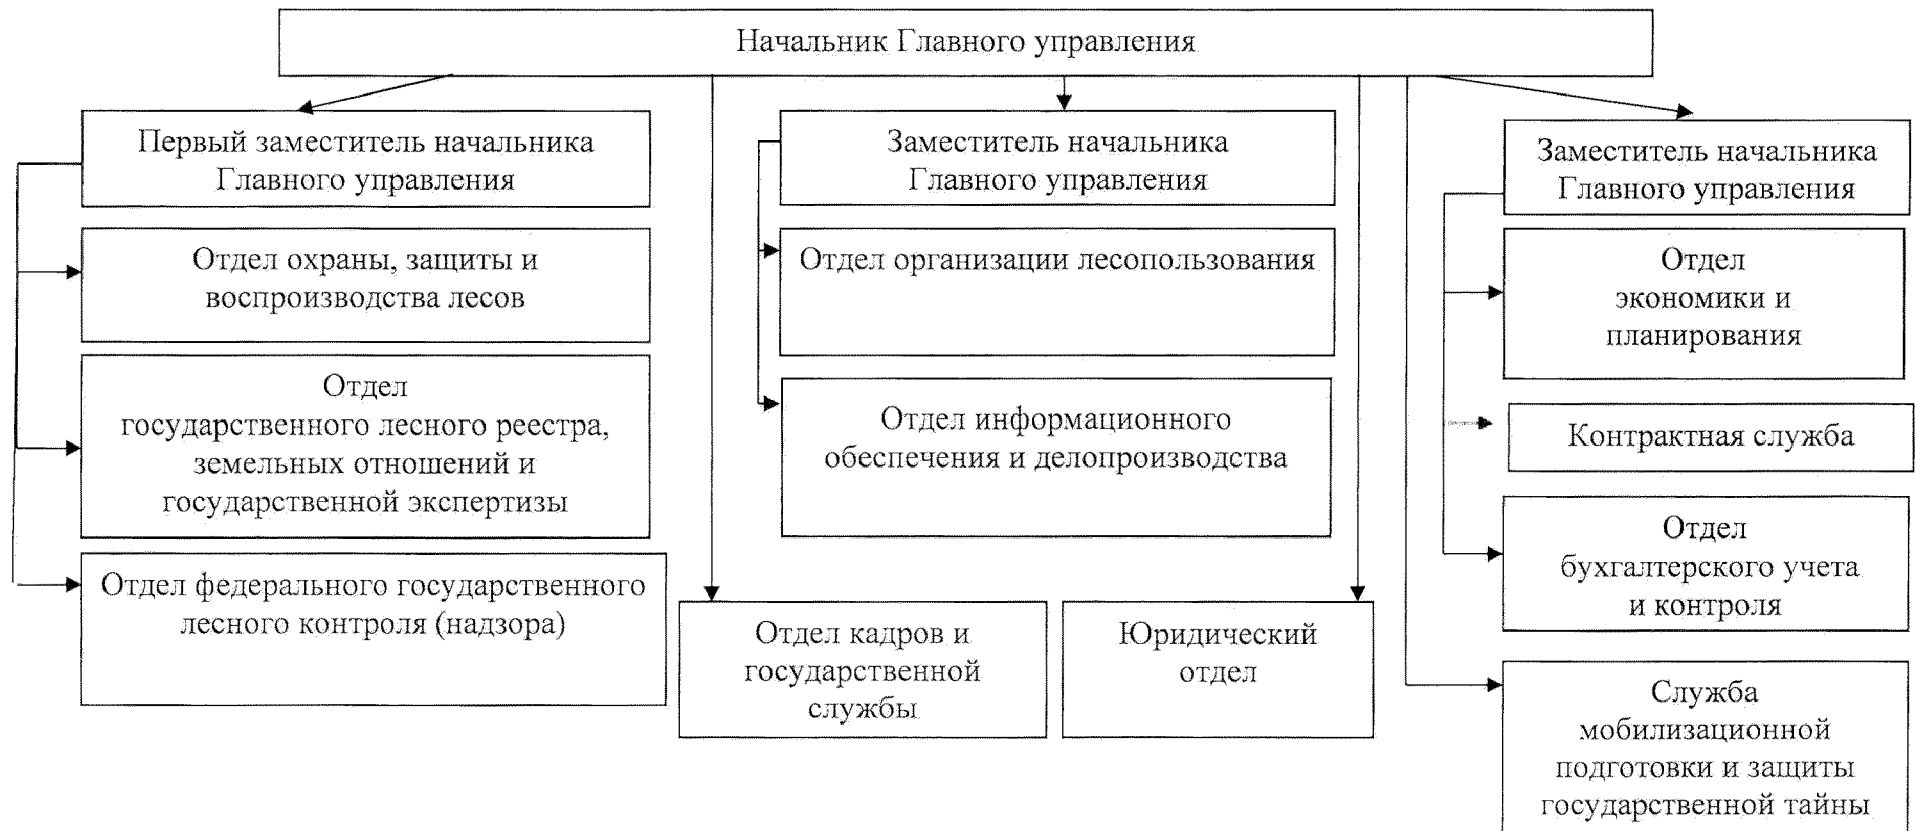 Начальник Главного управления
Первый заместитель начальника
Главного управления
Заместитель начальника
Главного управления
Заместитель начальника
Главного управления
Отдел охраны, защиты и
воспроизводства лесов
Отдел
государственного лесного реестра,
земельных отношений и
государственной экспертизы
Отдел федерального государственного
лесного контроля (надзора)
Отдел организации лесопользования
Отдел информационного
обеспечения и делопроизводства
Отдел кадров и
государственной
службы
Юридический
отдел
Отдел
экономики и
планирования
Контрактная служба
Отдел
бухгалтерского учета
и контроля
Служба
мобилизационной
подготовки и защиты
государственной тайны